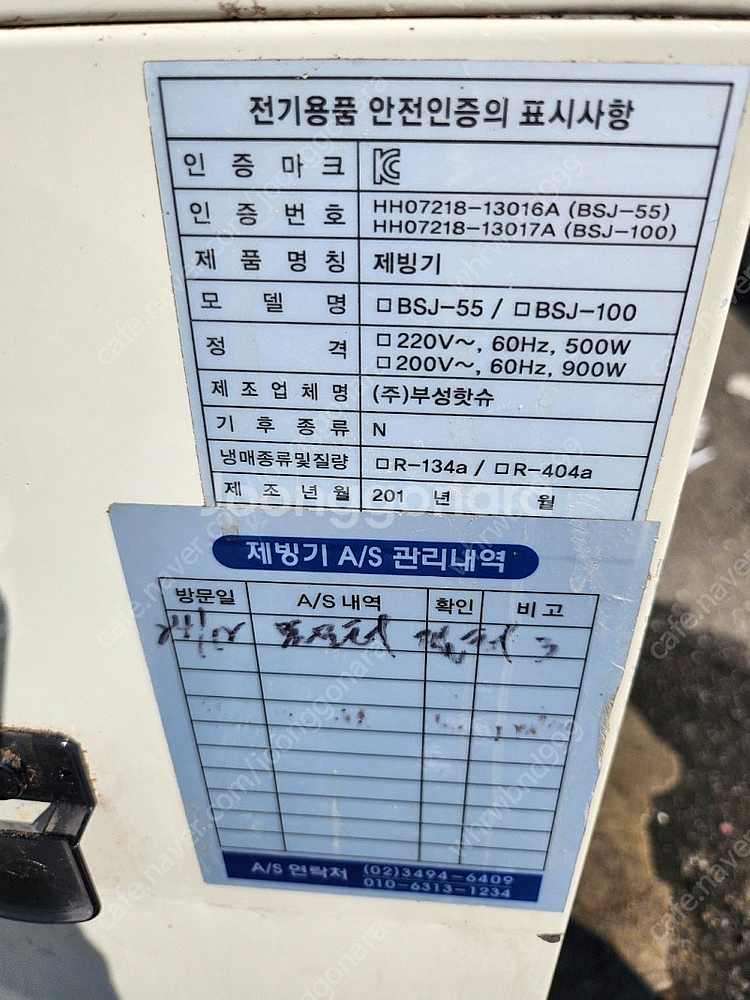 전기용품 안전인증의 표시사항
인증마크
인증번호 HH07218-13016A (BSJ-55)
HH07218-13017A (BSJ-100)
제품명칭 제빙기
모델명 □BSJ-55 / □BSJ-100
정격 □220V~, 60Hz, 500W
□200V~, 60Hz, 900W
제조업체명 (주)부성핫슈
기후종류 N
냉매종류및질량 □R-134a / □R-404a
제조년월 201 년 월
joonggonara
제빙기 A/S 관리내역
방문일 A/S 내역 확인 비고
A/S 연락처 (02)3494-6409
010-6313-1234